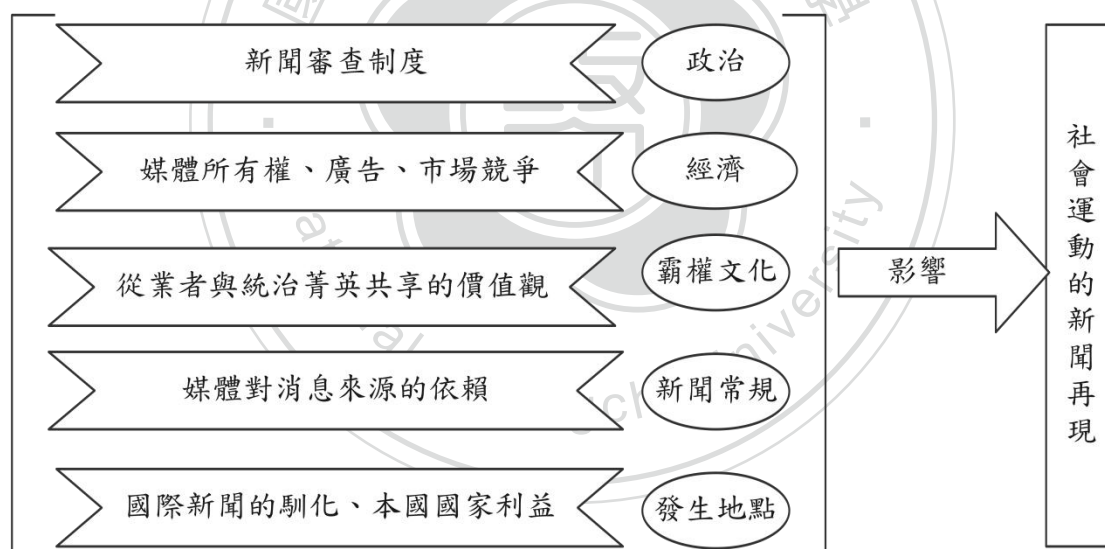 新聞審查制度
政治
媒體所有權、廣告、市場競爭
經濟
從業者與統治菁英共享的價值觀
霸權文化
媒體對消息來源的依賴
新聞常規
國際新聞的馴化、本國國家利益
發生地點
影響
社會運動的新聞再現